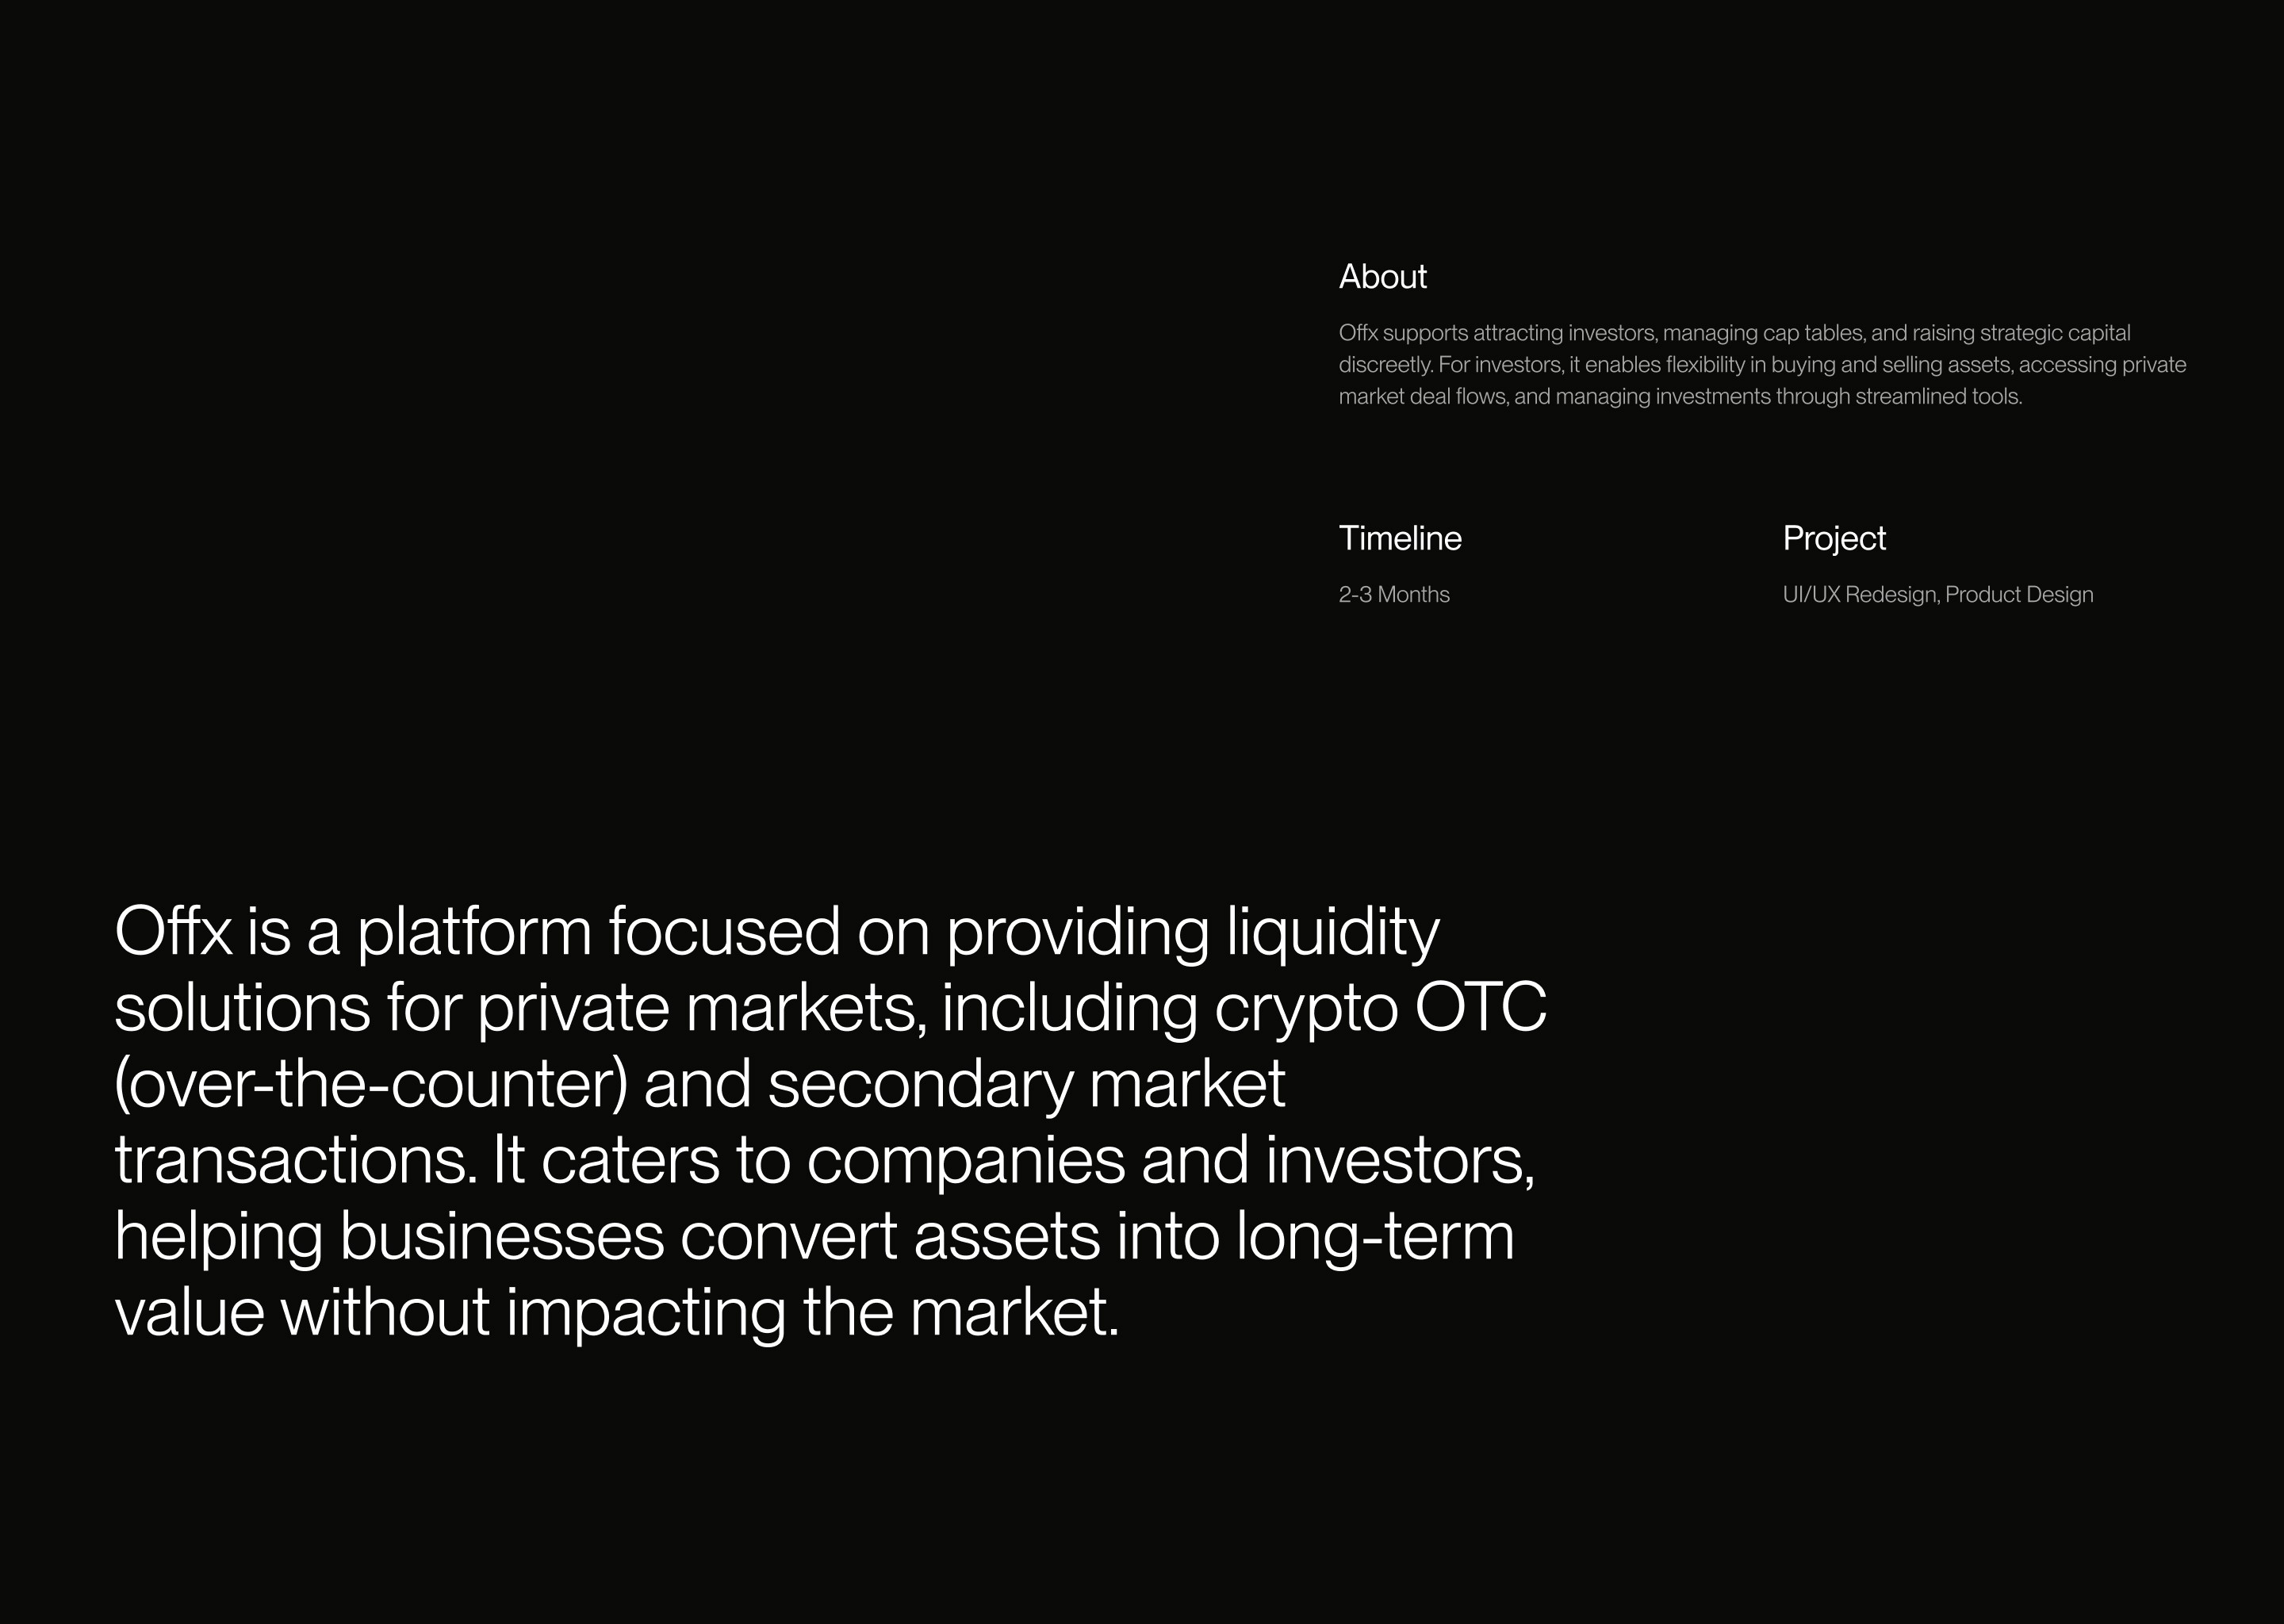 About
Offx supports attracting investors, managing cap tables, and raising strategic capital
discreetly. For investors, it enables flexibility in buying and selling assets, accessing private
market deal flows, and managing investments through streamlined tools.
Timeline
2-3 Months
Project
UI/UX Redesign, Product Design
Offx is a platform focused on providing liquidity
solutions for private markets, including crypto OTC
(over-the-counter) and secondary market
transactions. It caters to companies and investors,
helping businesses convert assets into long-term
value without impacting the market.